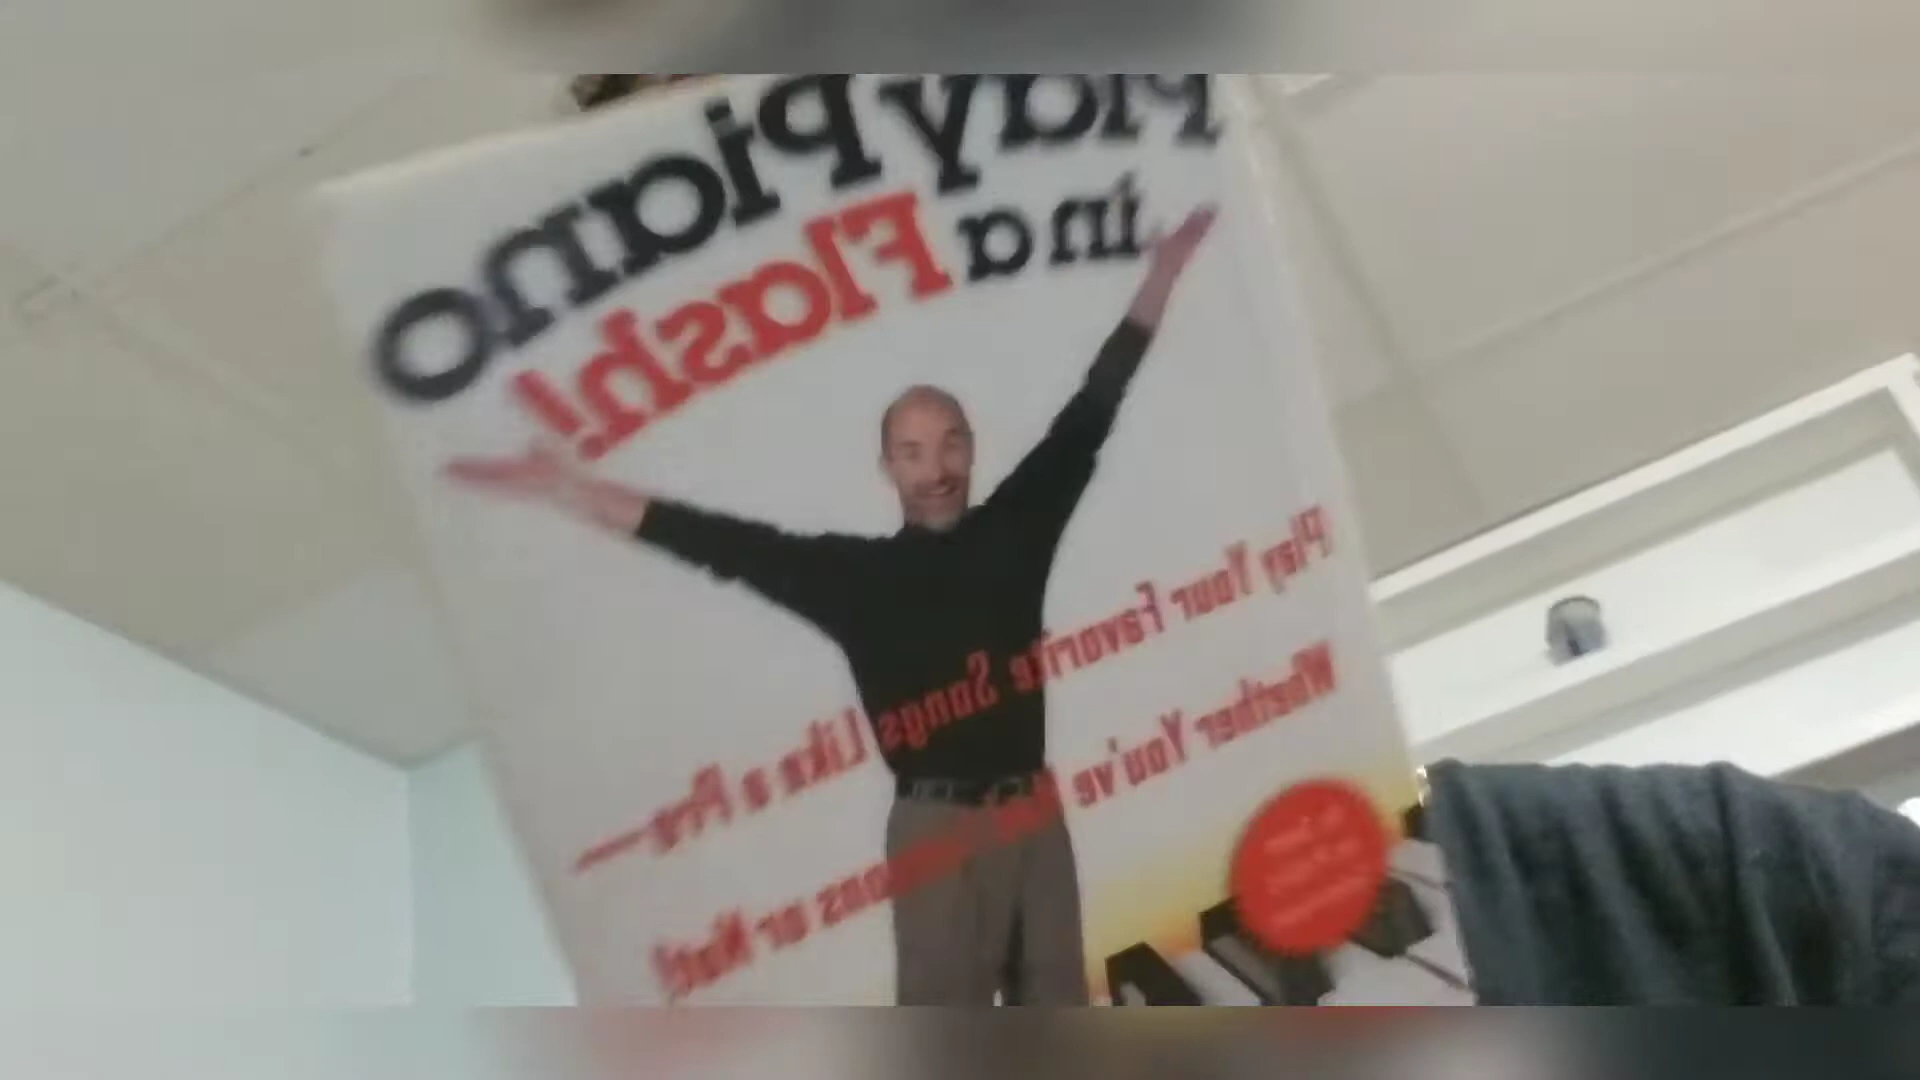 Play Piano
in a Flash!
Play Your Favorite Songs Like a Pro—
Whether You've Had Lessons or Not!